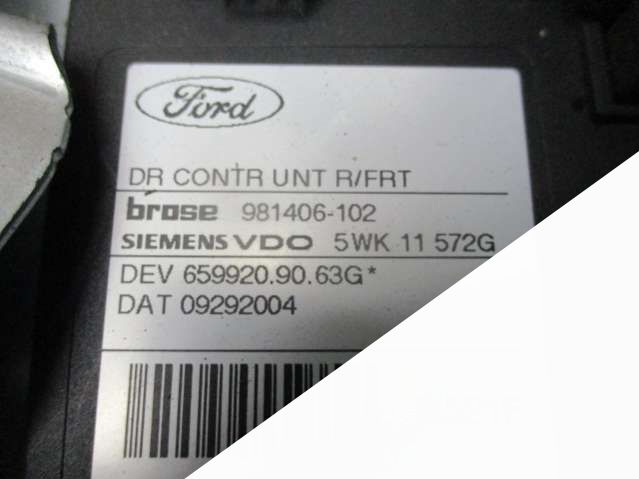 Ford
DR CONTR UNT R/FRT
brose 981406-102
SIEMENS VDO 5WK 11 572G
DEV 659920.90.63G*
DAT 09292004